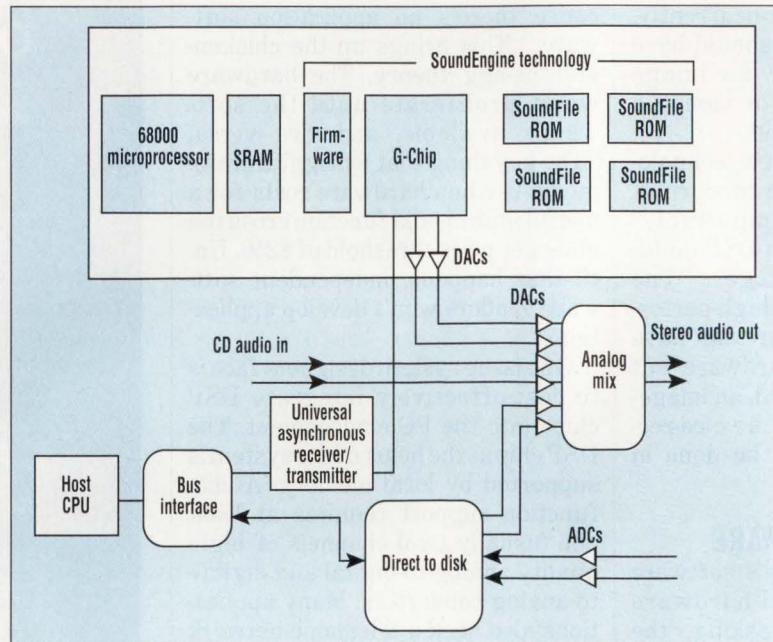 SoundEngine technology
68000
microprocessor
SRAM
Firm-
ware
G-Chip
SoundFile
ROM
SoundFile
ROM
SoundFile
ROM
SoundFile
ROM
DACs
DACs
CD audio in
Analog
mix
Stereo audio out
Universal
asynchronous
receiver/
transmitter
Host
CPU
Bus
interface
Direct to disk
ADCs